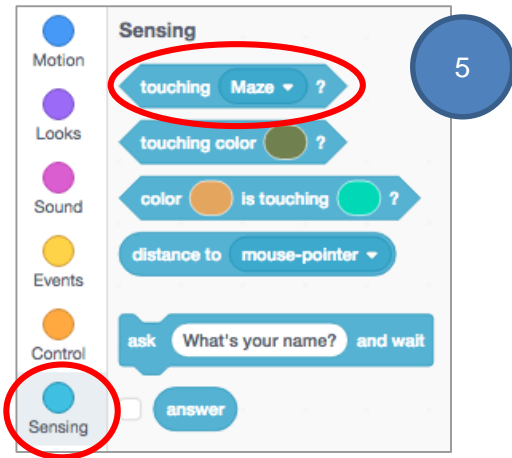 Sensing
Motion
Looks
Sound
Events
Control
Sensing
touching Maze ?
touching color ?
color is touching ?
distance to mouse-pointer
ask What's your name? and wait
answer
5